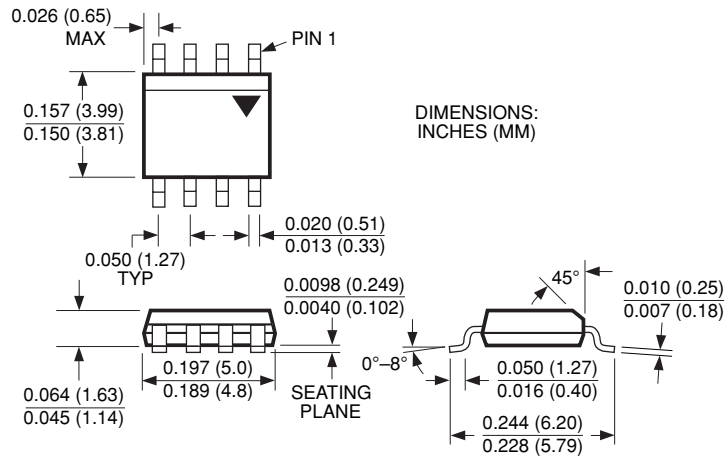 0.026 (0.65)
MAX
PIN 1
0.157 (3.99)
0.150 (3.81)
DIMENSIONS:
INCHES (MM)
0.020 (0.51)
0.013 (0.33)
0.050 (1.27)
TYP
0.0098 (0.249)
0.0040 (0.102)
45°
0.010 (0.25)
0.007 (0.18)
0°–8°
0.064 (1.63)
0.045 (1.14)
0.197 (5.0)
0.189 (4.8)
SEATING
PLANE
0.050 (1.27)
0.016 (0.40)
0.244 (6.20)
0.228 (5.79)